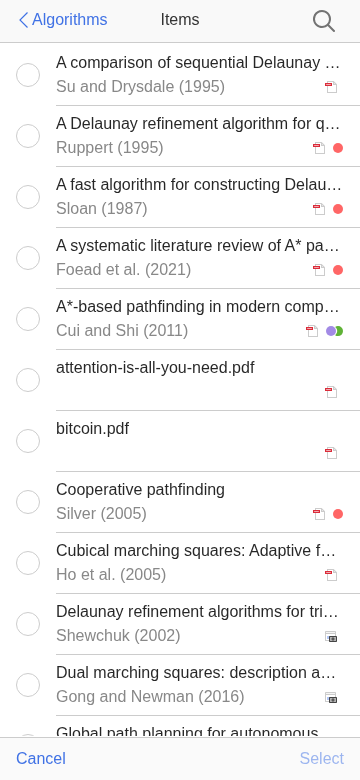 Algorithms
Items
A comparison of sequential Delaunay …
Su and Drysdale (1995)
A Delaunay refinement algorithm for q…
Ruppert (1995)
A fast algorithm for constructing Delau…
Sloan (1987)
A systematic literature review of A* pa…
Foead et al. (2021)
A*-based pathfinding in modern comp…
Cui and Shi (2011)
attention-is-all-you-need.pdf
bitcoin.pdf
Cooperative pathfinding
Silver (2005)
Cubical marching squares: Adaptive f…
Ho et al. (2005)
Delaunay refinement algorithms for tri…
Shewchuk (2002)
Dual marching squares: description a…
Gong and Newman (2016)
Global path planning for autonomous
Cancel
Select